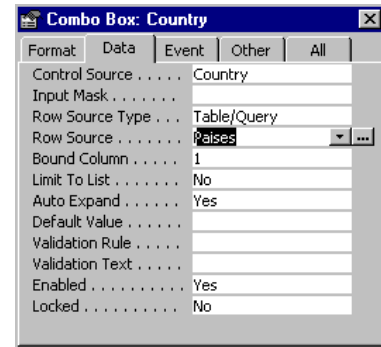 Combo Box: Country
Format Data Event Other All
Control Source . . . . . Country
Input Mask . . . . . . .
Row Source Type . . . Table/Query
Row Source . . . . . . . Paises
Bound Column . . . . . 1
Limit To List . . . . . . . No
Auto Expand . . . . . . Yes
Default Value . . . . . .
Validation Rule . . . . .
Validation Text . . . . .
Enabled . . . . . . . . . . Yes
Locked . . . . . . . . . . No